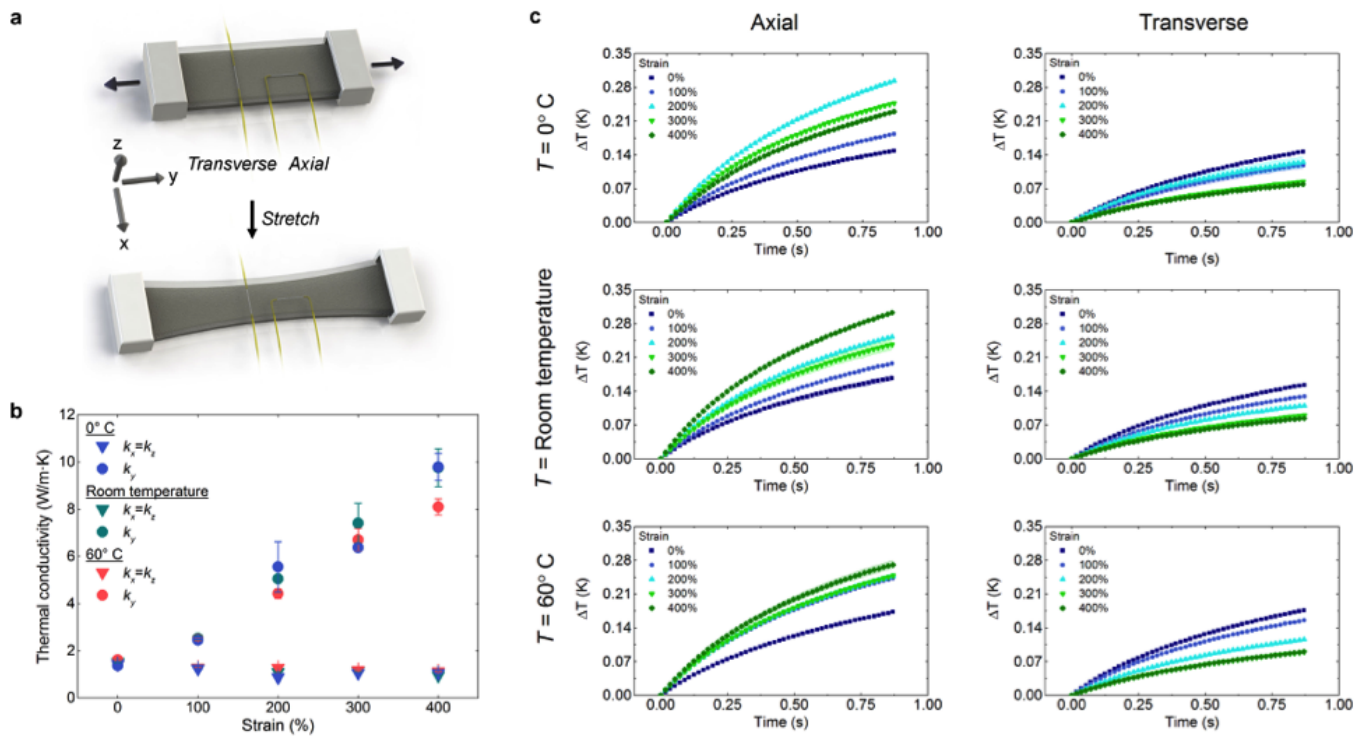 a
z
y
x
Transverse Axial
Stretch
b
Thermal conductivity (W/m·K)
12
10
8
6
4
2
0
0° C
kx=kz
ky
Room temperature
kx=kz
ky
60° C
kx=kz
ky
0 100 200 300 400
Strain (%)
c
Axial
Transverse
T = 0° C
ΔT (K)
0.35
0.28
0.21
0.14
0.07
0.00
Strain
0%
100%
200%
300%
400%
0.00 0.25 0.50 0.75 1.00
Time (s)
ΔT (K)
0.35
0.28
0.21
0.14
0.07
0.00
Strain
0%
100%
200%
300%
400%
0.00 0.25 0.50 0.75 1.00
Time (s)
T = Room temperature
ΔT (K)
0.35
0.28
0.21
0.14
0.07
0.00
Strain
0%
100%
200%
300%
400%
0.00 0.25 0.50 0.75 1.00
Time (s)
ΔT (K)
0.35
0.28
0.21
0.14
0.07
0.00
Strain
0%
100%
200%
300%
400%
0.00 0.25 0.50 0.75 1.00
Time (s)
T = 60° C
ΔT (K)
0.35
0.28
0.21
0.14
0.07
0.00
Strain
0%
100%
200%
300%
400%
0.00 0.25 0.50 0.75 1.00
Time (s)
ΔT (K)
0.35
0.28
0.21
0.14
0.07
0.00
Strain
0%
100%
200%
300%
400%
0.00 0.25 0.50 0.75 1.00
Time (s)